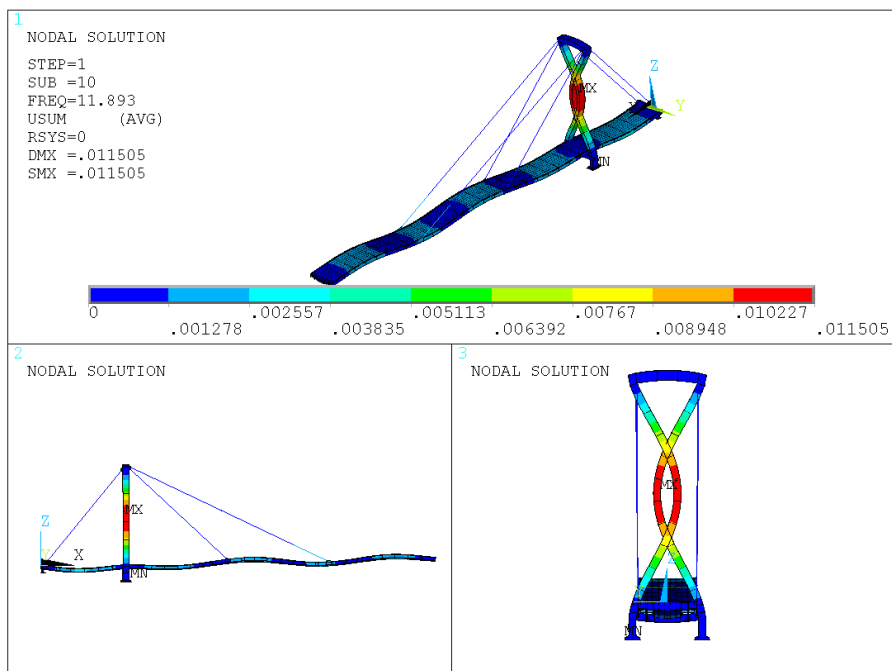 1
NODAL SOLUTION
STEP=1
SUB =10
FREQ=11.893
USUM (AVG)
RSYS=0
DMX =.011505
SMX =.011505
Z
MX
X
Y
MN
0 .002557 .005113 .00767 .010227
.001278 .003835 .006392 .008948 .011505
2
NODAL SOLUTION
MX
Z
Y X
MN
3
NODAL SOLUTION
MX
Z
MN